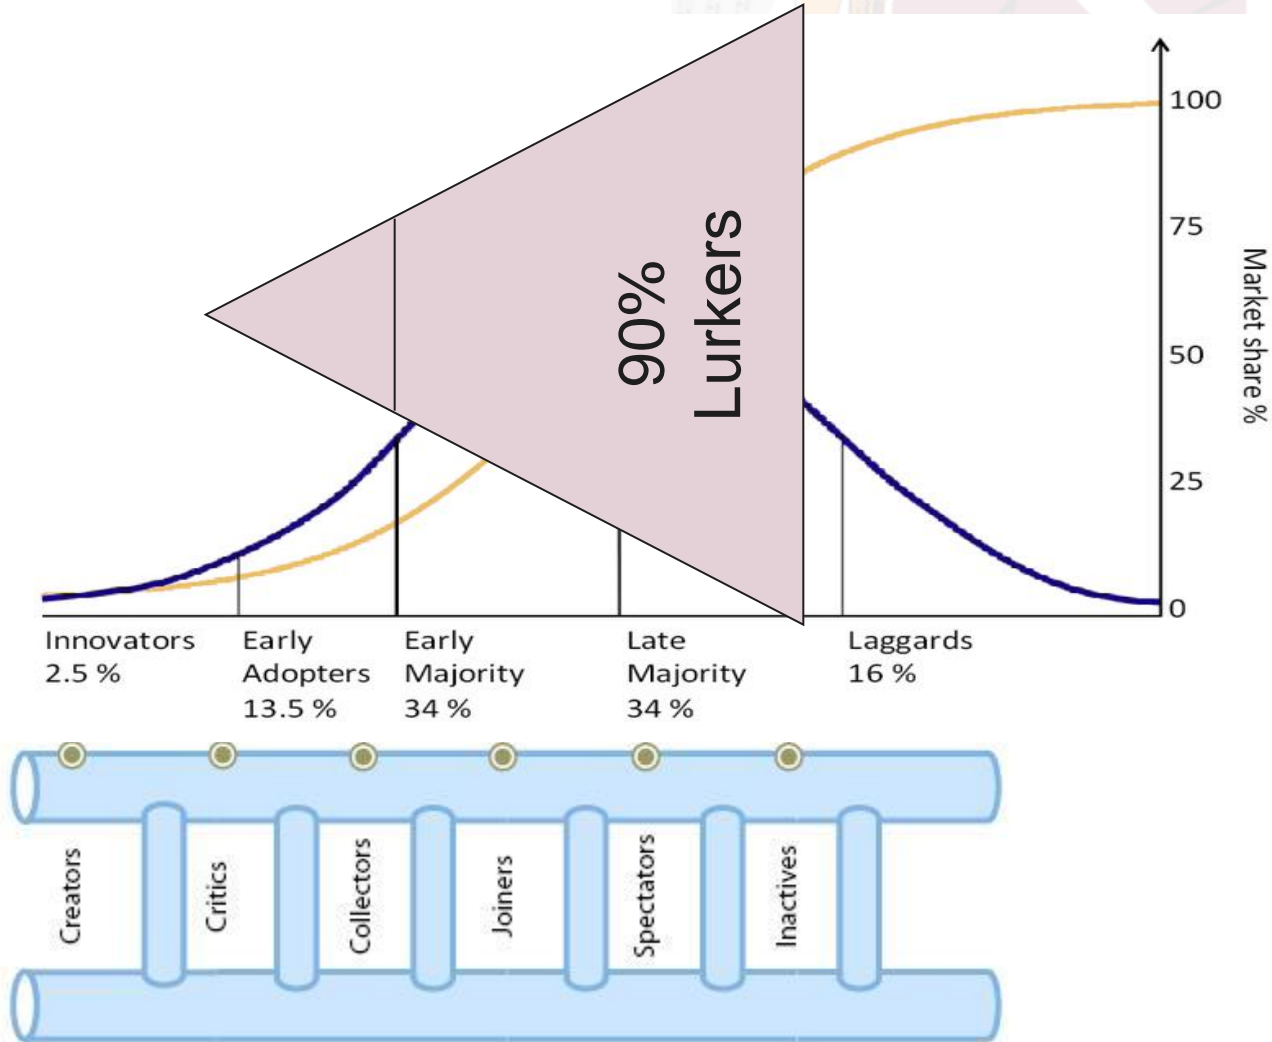 90%
Lurkers
100
75
50
25
0
Market share %
Innovators
2.5 %
Early
Adopters
13.5 %
Early
Majority
34 %
Late
Majority
34 %
Laggards
16 %
Creators
Critics
Collectors
Joiners
Spectators
Inactives